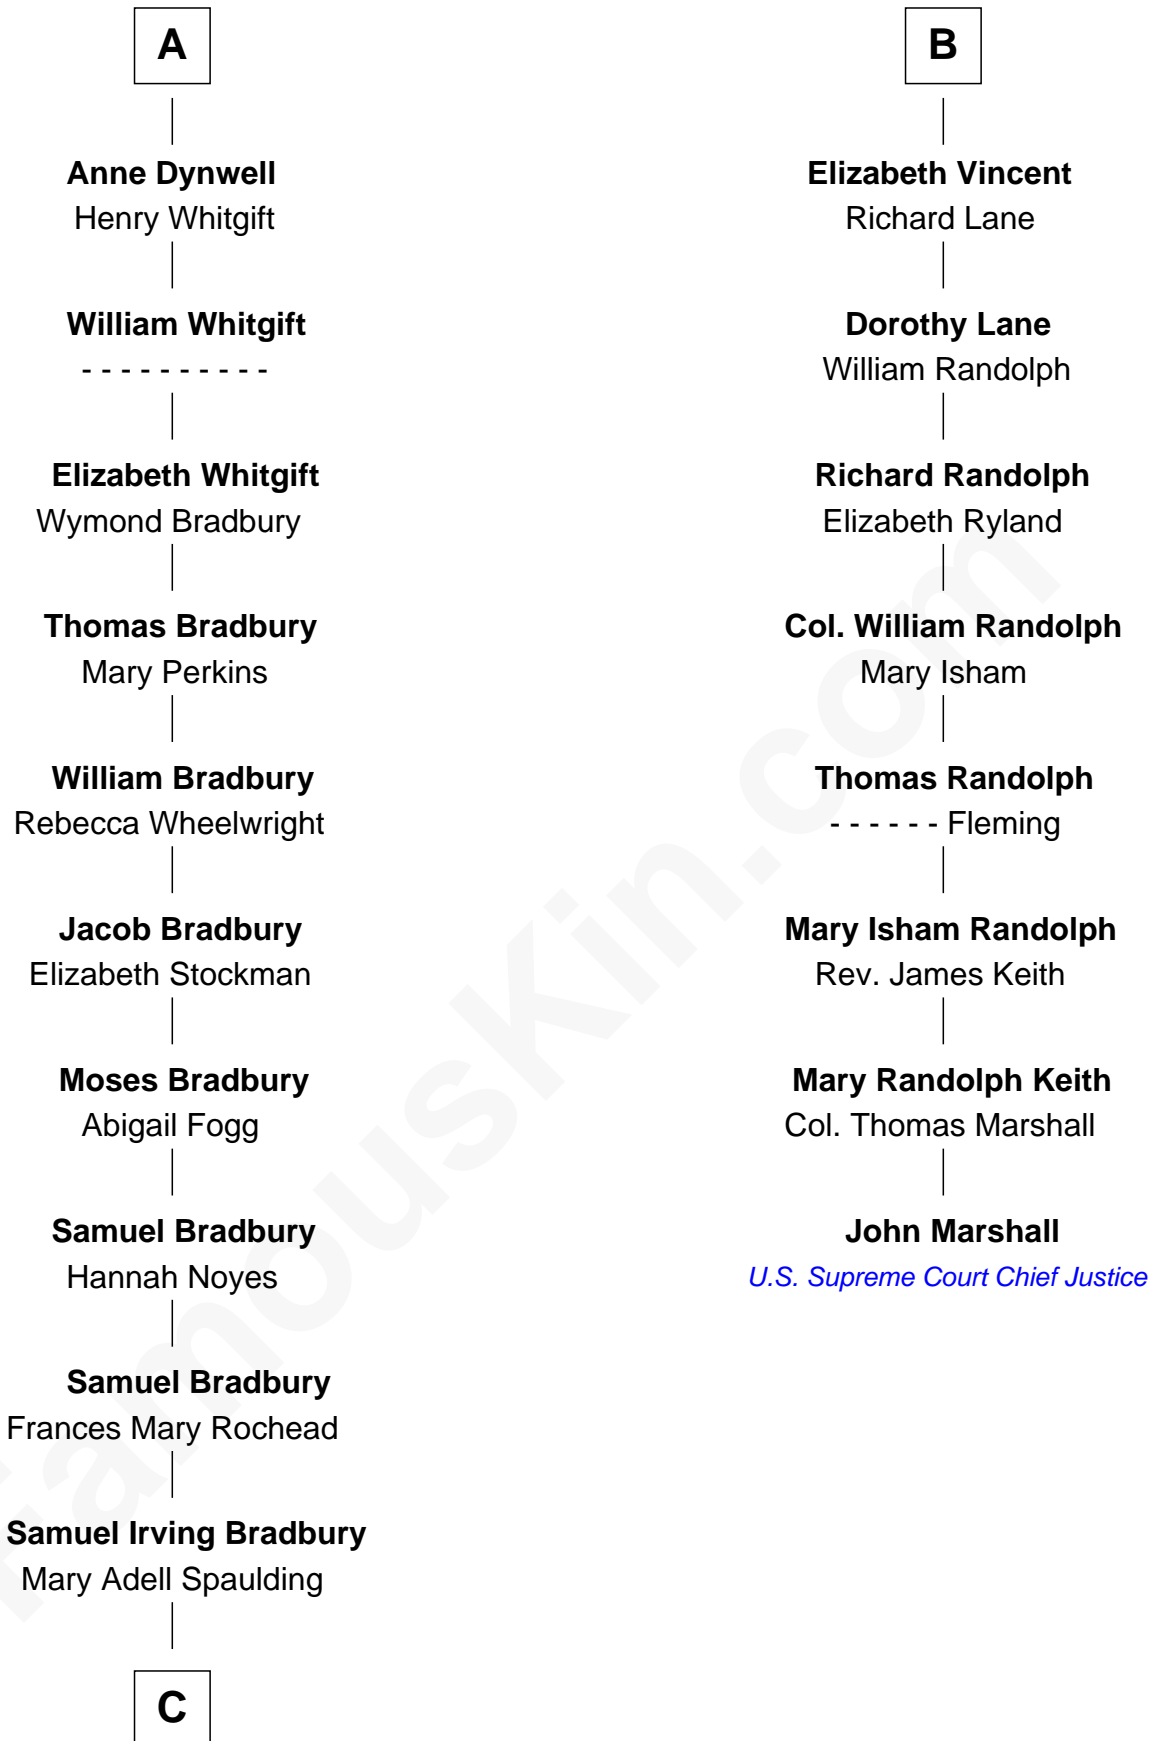 A
Anne Dynwell
Henry Whitgift
William Whitgift
- - - - - - - - - -
Elizabeth Whitgift
Wymond Bradbury
Thomas Bradbury
Mary Perkins
William Bradbury
Rebecca Wheelwright
Jacob Bradbury
Elizabeth Stockman
Moses Bradbury
Abigail Fogg
Samuel Bradbury
Hannah Noyes
Samuel Bradbury
Frances Mary Rochead
Samuel Irving Bradbury
Mary Adell Spaulding
C
B
Elizabeth Vincent
Richard Lane
Dorothy Lane
William Randolph
Richard Randolph
Elizabeth Ryland
Col. William Randolph
Mary Isham
Thomas Randolph
- - - - - - Fleming
Mary Isham Randolph
Rev. James Keith
Mary Randolph Keith
Col. Thomas Marshall
John Marshall
U.S. Supreme Court Chief Justice
FamousKin.com